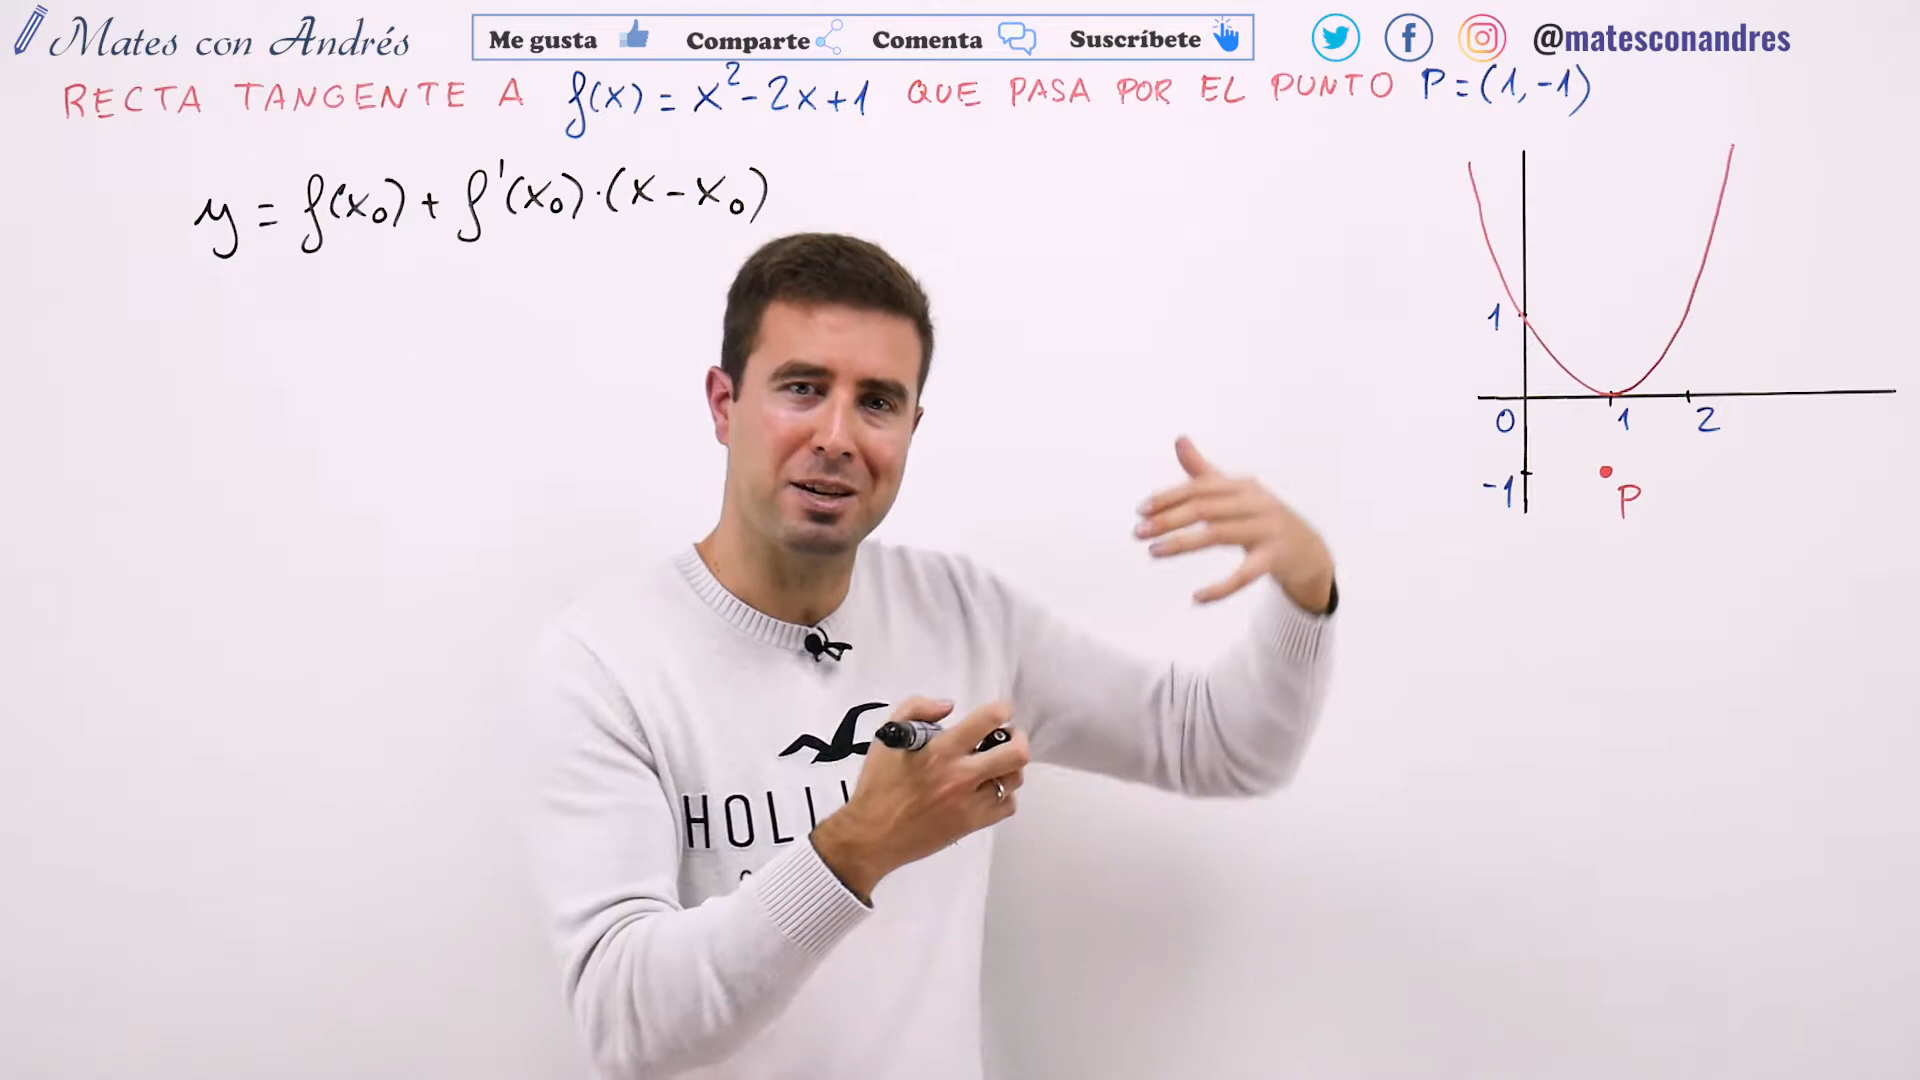 Mates con Andrés
Me gusta Comparte Comenta Suscríbete
@matesconandres
RECTA TANGENTE A f(x) = x²-2x+1 QUE PASA POR EL PUNTO P=(1,-1)
y = f(x₀) + f'(x₀)·(x-x₀)
1
0 1 2
-1
P
HOLLI